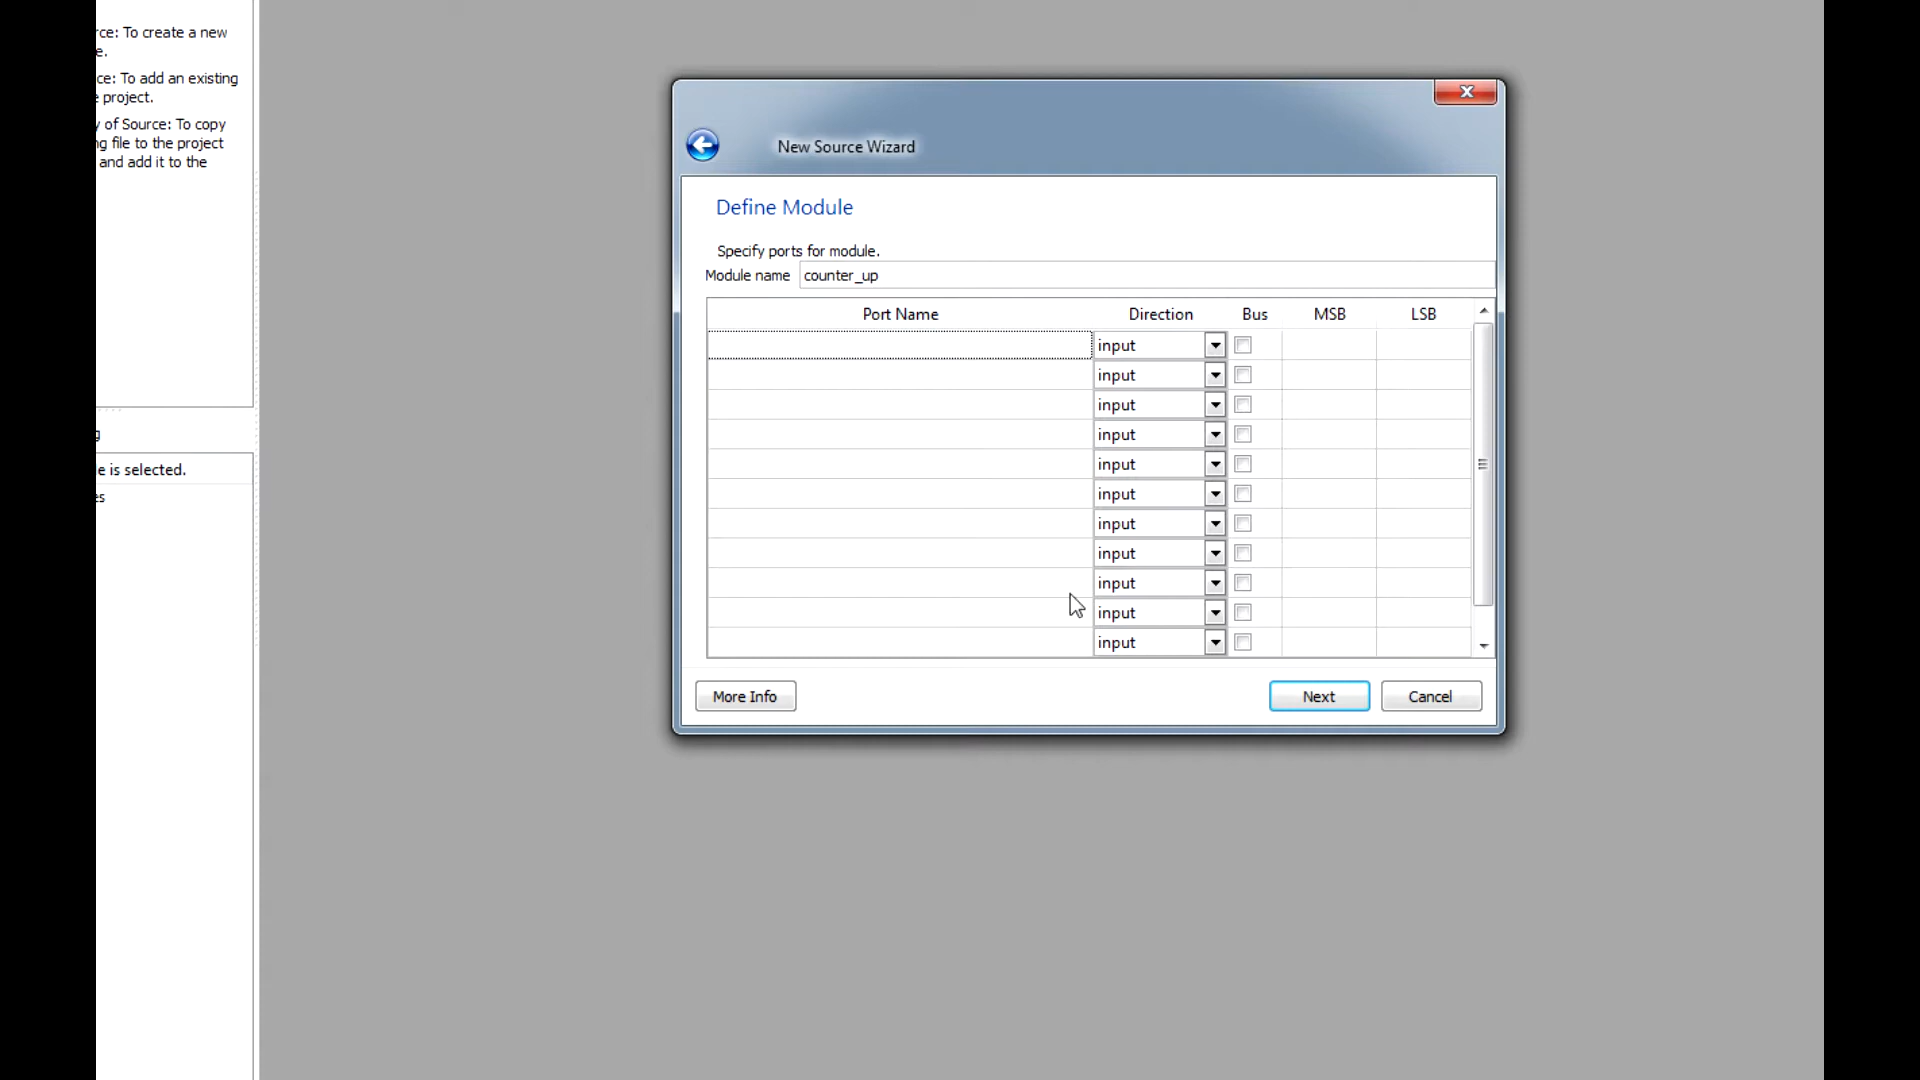 rce: To create a new
e.
ce: To add an existing
e project.
y of Source: To copy
ng file to the project
and add it to the
g
e is selected.
es
New Source Wizard
Define Module
Specify ports for module.
Module name counter_up
Port Name Direction Bus MSB LSB
input
input
input
input
input
input
input
input
input
input
input
More Info Next Cancel